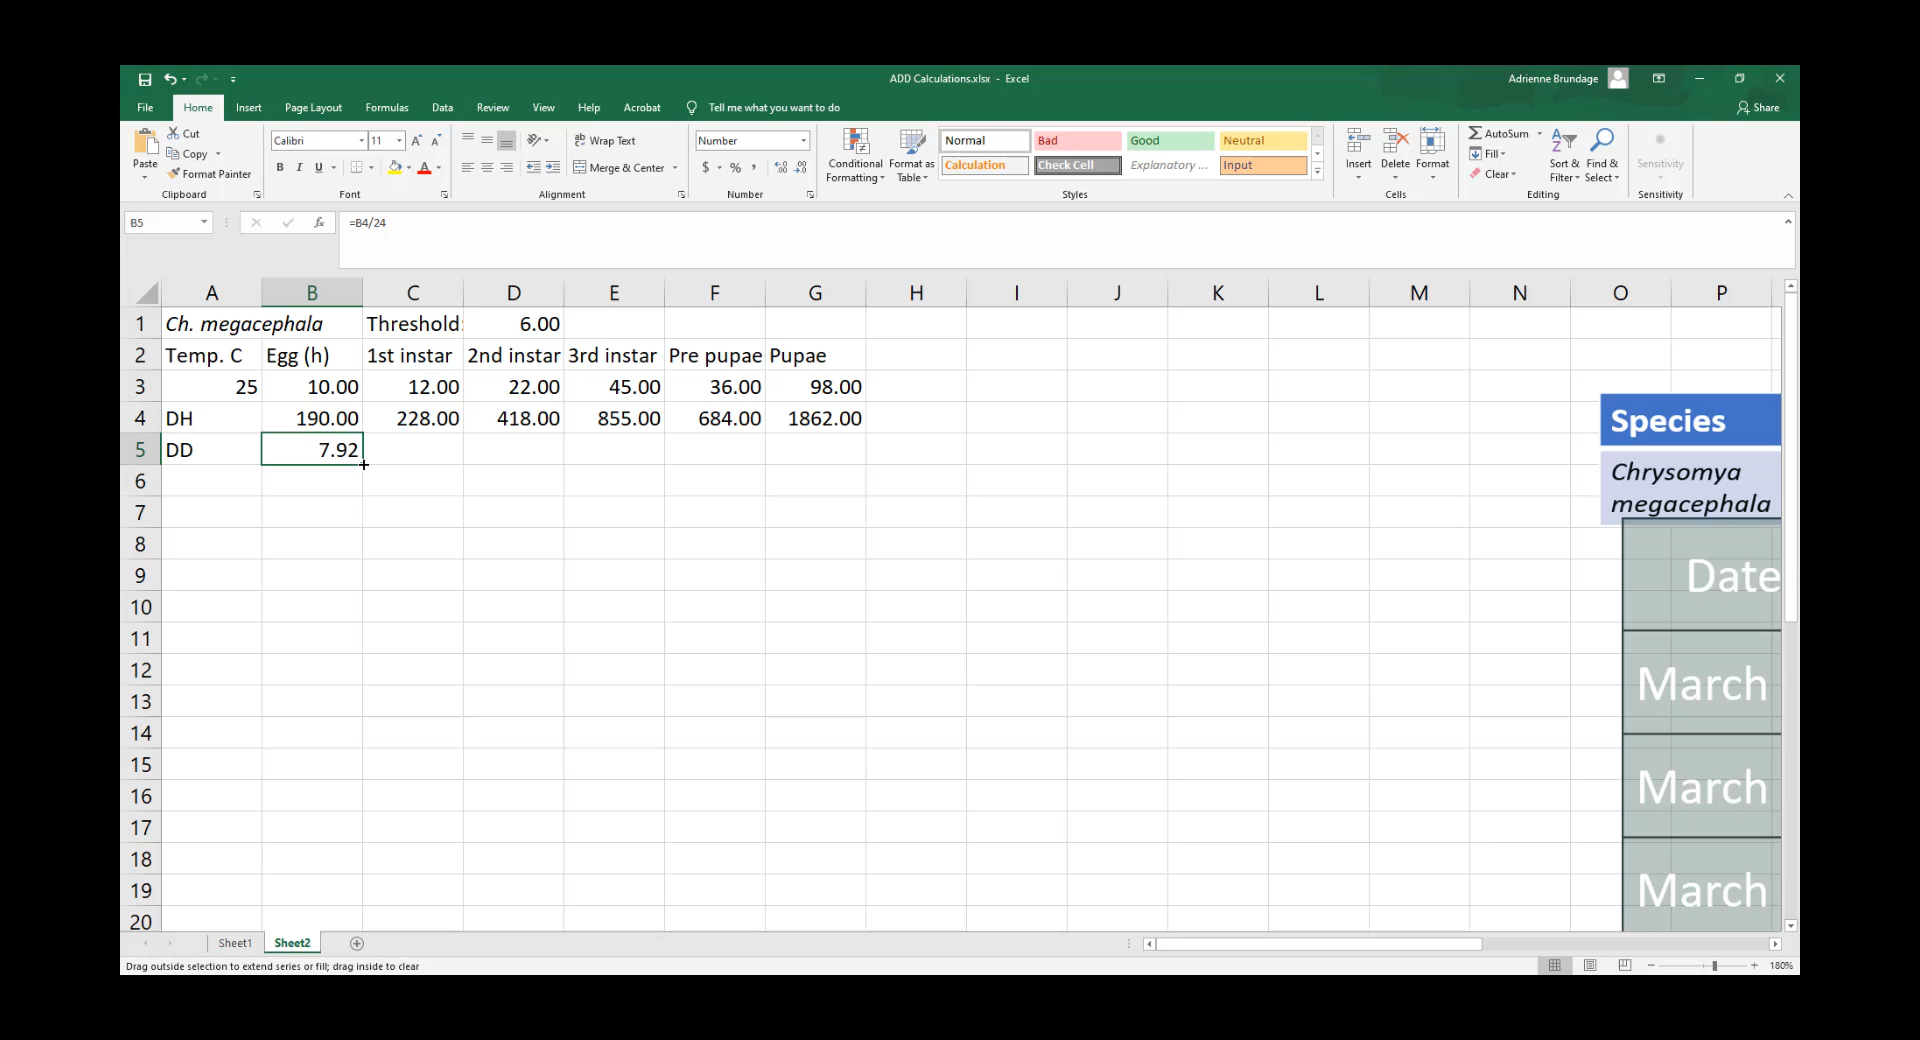 ADD Calculations.xlsx - Excel
Adrienne Brundage
File Home Insert Page Layout Formulas Data Review View Help Acrobat Tell me what you want to do Share
Paste Cut Copy Format Painter Clipboard
Calibri 11 A A B I U A Font
ab Wrap Text Merge & Center Alignment
Number $ % , Number
Conditional Formatting Format as Table Normal Bad Good Neutral Calculation Check Cell Explanatory ... Input Styles
Insert Delete Format Cells
AutoSum Fill Clear Sort & Filter Find & Select Editing
Sensitivity Sensitivity
B5 fx =B4/24
A B C D E F G H I J K L M N O P
1 Ch. megacephala Threshold: 6.00
2 Temp. C Egg (h) 1st instar 2nd instar 3rd instar Pre pupae Pupae
3 25 10.00 12.00 22.00 45.00 36.00 98.00
4 DH 190.00 228.00 418.00 855.00 684.00 1862.00
5 DD 7.92
6
7
8
9
10
11
12
13
14
15
16
17
18
19
20
Species
Chrysomya
megacephala
Date
March
March
March
Sheet1 Sheet2
Drag outside selection to extend series or fill; drag inside to clear
180%